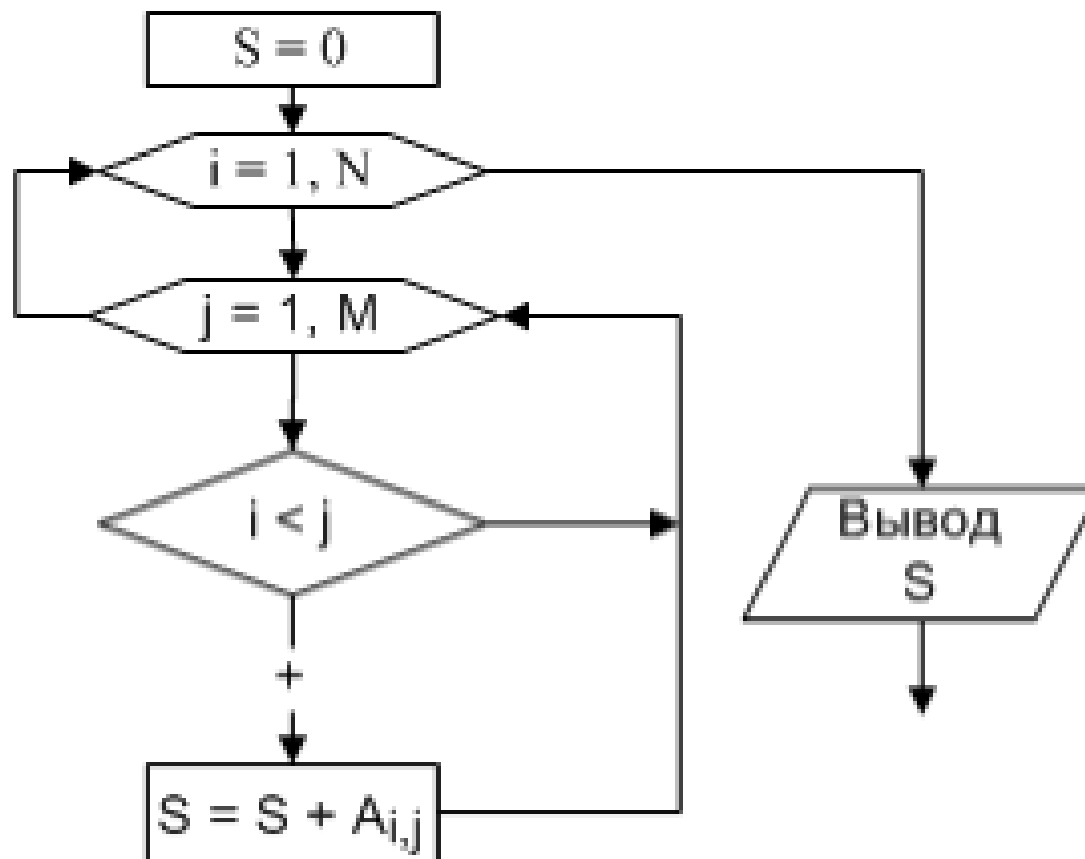 S = 0
i = 1, N
j = 1, M
i < j
Вывод
S
+
S = S + Ai,j